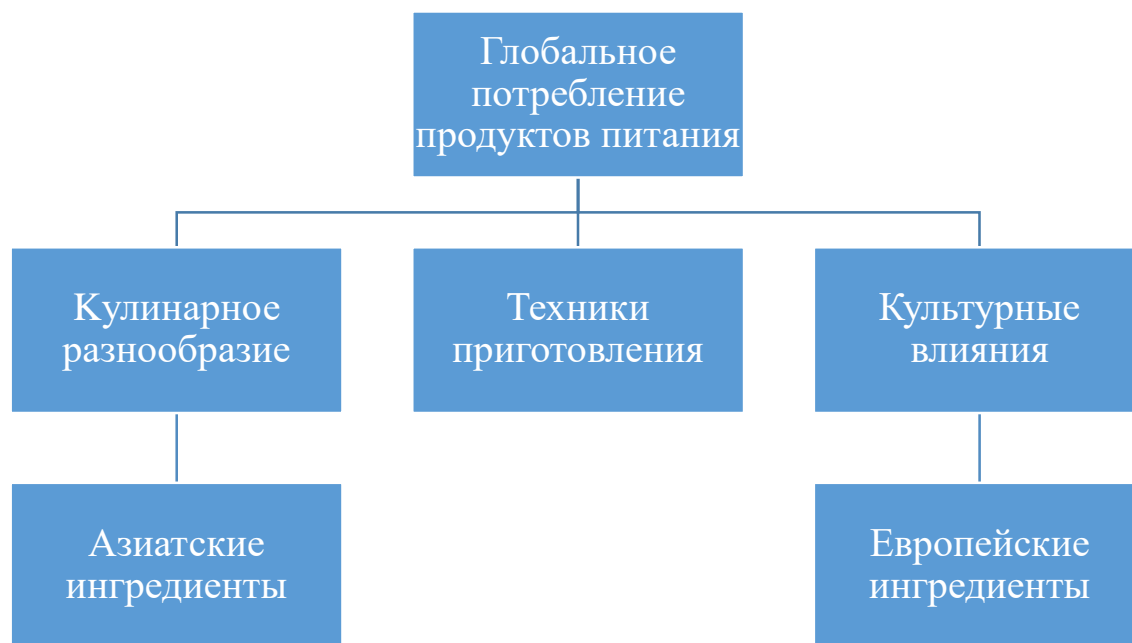 Глобальное
потребление
продуктов питания
Кулинарное
разнообразие
Техники
приготовления
Культурные
влияния
Азиатские
ингредиенты
Европейские
ингредиенты